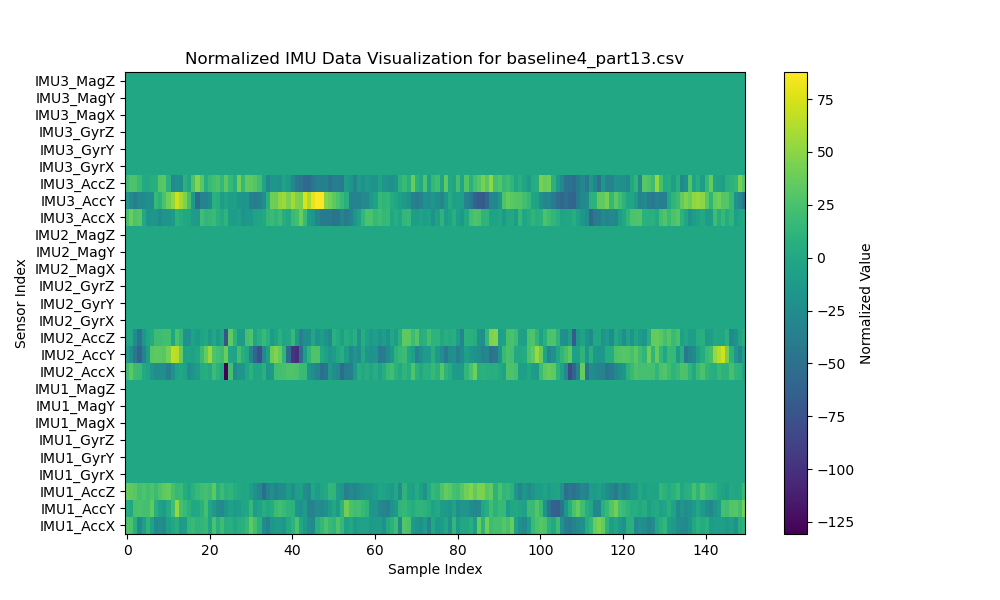 Normalized IMU Data Visualization for baseline4_part13.csv
IMU3_MagZ
IMU3_MagY
IMU3_MagX
IMU3_GyrZ
IMU3_GyrY
IMU3_GyrX
IMU3_AccZ
IMU3_AccY
IMU3_AccX
IMU2_MagZ
IMU2_MagY
IMU2_MagX
IMU2_GyrZ
IMU2_GyrY
IMU2_GyrX
IMU2_AccZ
IMU2_AccY
IMU2_AccX
IMU1_MagZ
IMU1_MagY
IMU1_MagX
IMU1_GyrZ
IMU1_GyrY
IMU1_GyrX
IMU1_AccZ
IMU1_AccY
IMU1_AccX
Sensor Index
0 20 40 60 80 100 120 140
Sample Index
75
50
25
0
−25
−50
−75
−100
−125
Normalized Value